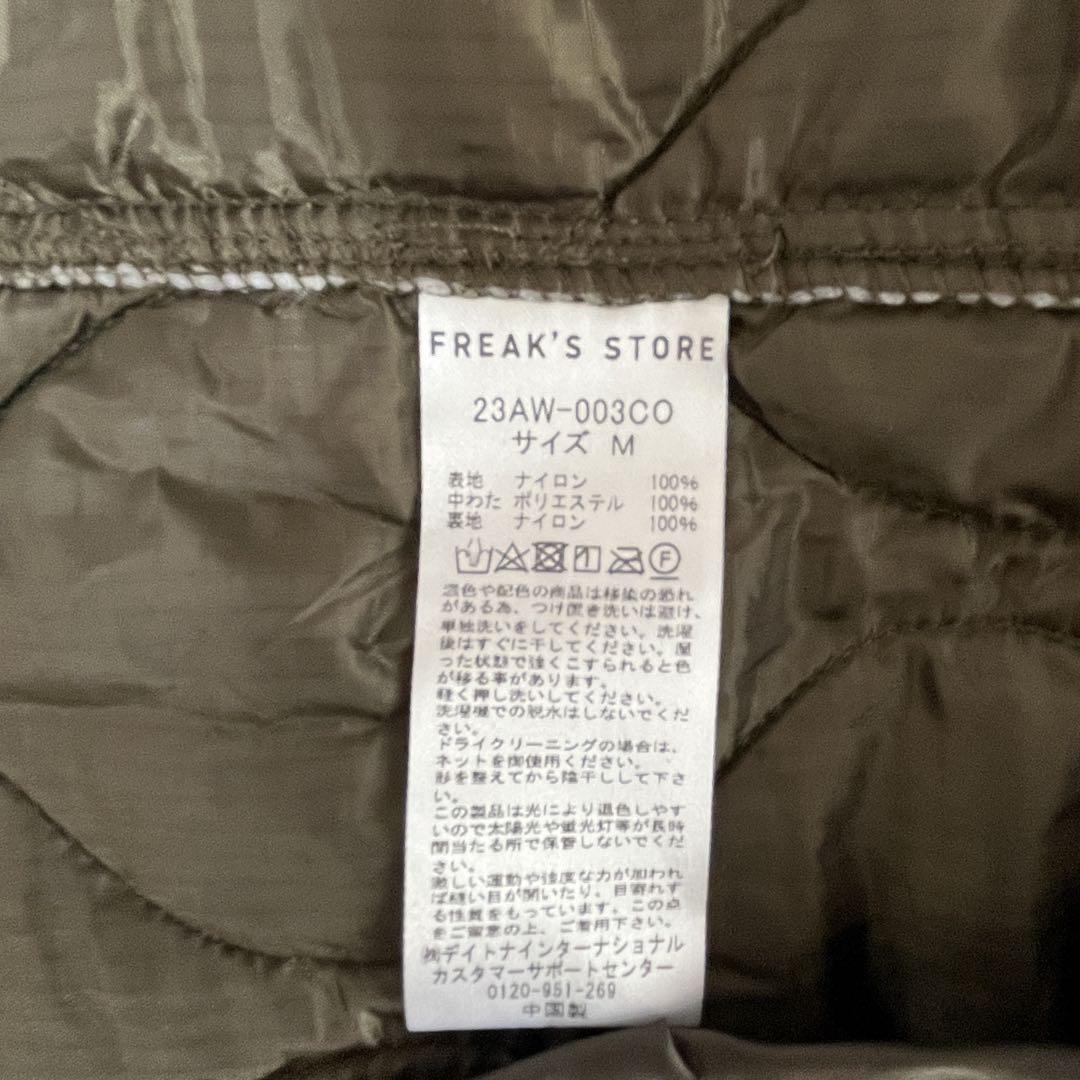 FREAK'S STORE
23AW-003CO
サイズ M
表地 ナイロン 100%
中わた ポリエステル 100%
裏地 ナイロン 100%
F
濃色や配色の商品は移染の恐れ
がある為、つけ置き洗いは避け、
単独洗いをしてください。洗濯
後はすぐに干してください。湿
った状態で強くこすられると色
が移る事があります。
軽く押し洗いしてください。
洗濯機での脱水はしないでくだ
さい。
ドライクリーニングの場合は、
ネットを御使用ください。
形を整えてから陰干しして下さ
い。
この製品は光により退色しやす
いので太陽光や蛍光灯等が長時
間当たる所で保管しないでくだ
さい。
激しい運動や強度な力が加われ
ば縫い目が開いたり、目寄れす
る性質をもっています。この点
をご留意の上、ご着用下さい。
㈱デイトナインターナショナル
カスタマーサポートセンター
0120-951-269
中国製